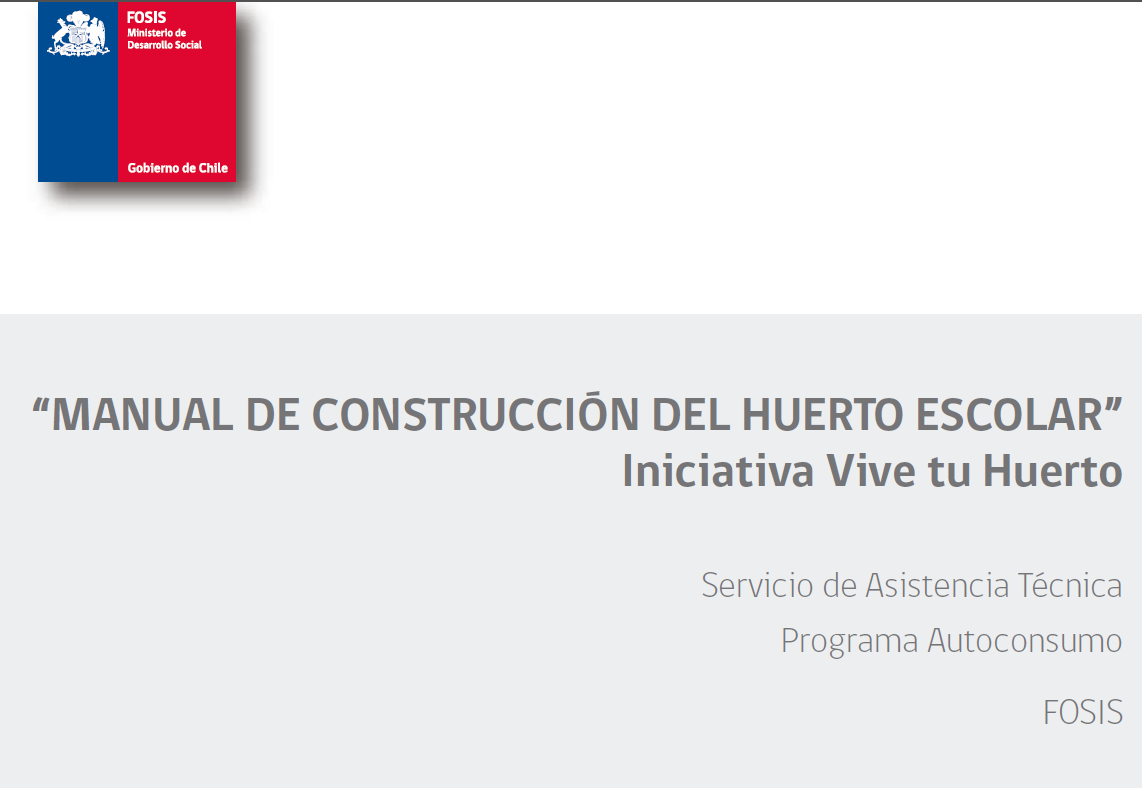 FOSIS
Ministerio de
Desarrollo Social
Gobierno de Chile
“MANUAL DE CONSTRUCCIÓN DEL HUERTO ESCOLAR”
Iniciativa Vive tu Huerto
Servicio de Asistencia Técnica
Programa Autoconsumo
FOSIS